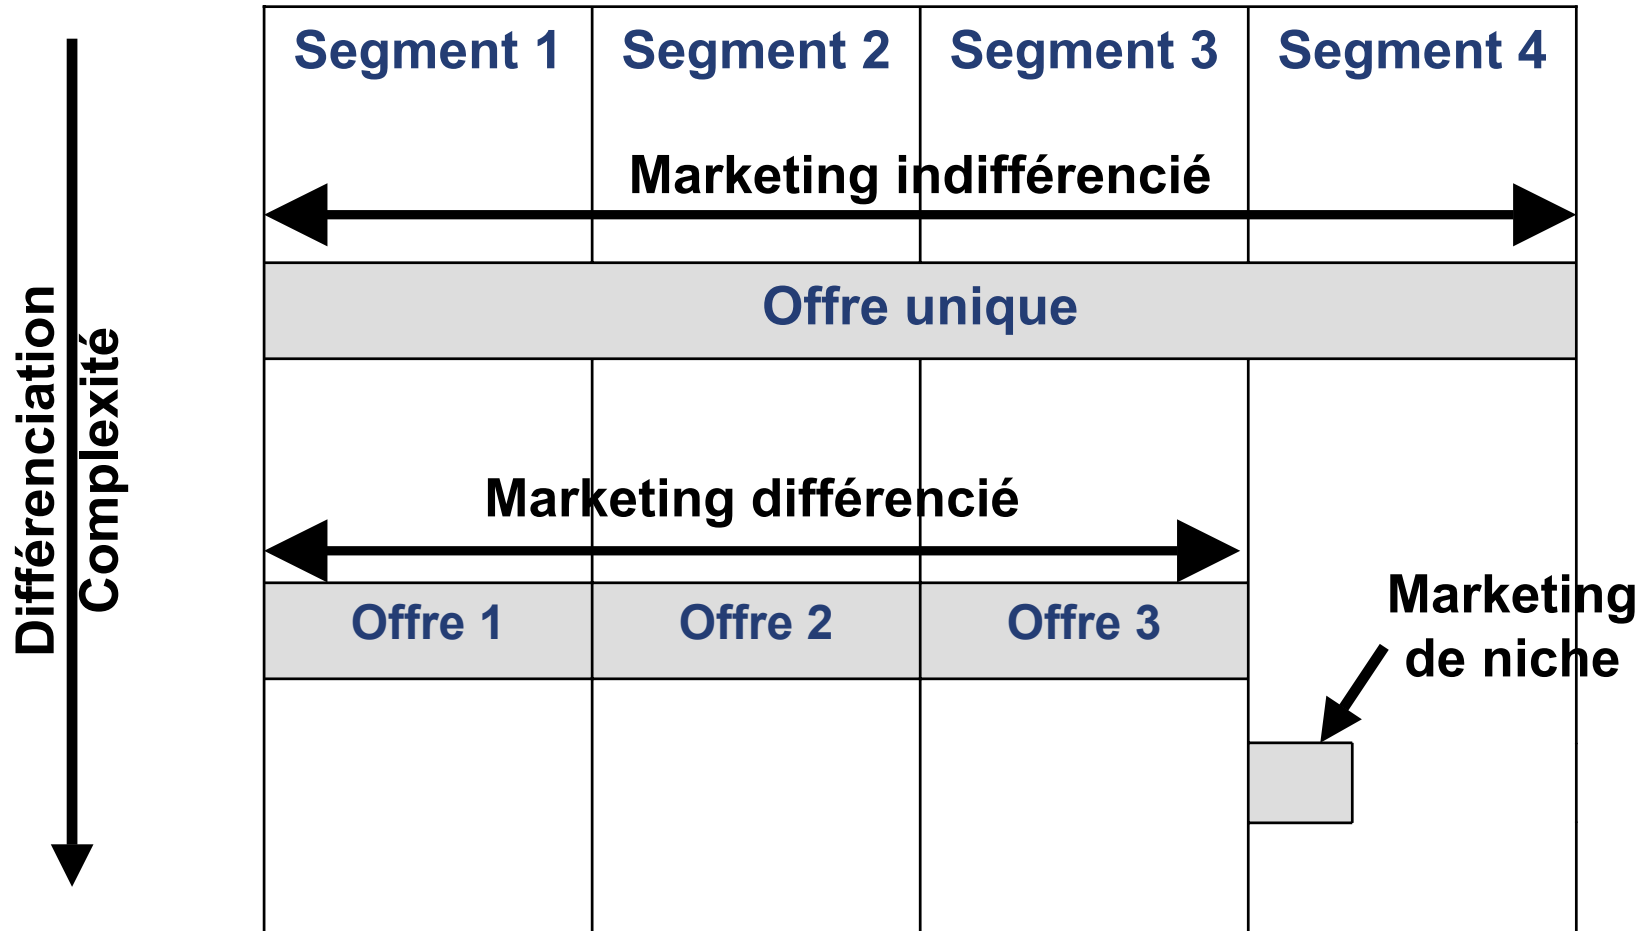 Segment 1
Segment 2
Segment 3
Segment 4
Marketing indifférencié
Offre unique
Différenciation
Complexité
Marketing différencié
Offre 1
Offre 2
Offre 3
Marketing
de niche